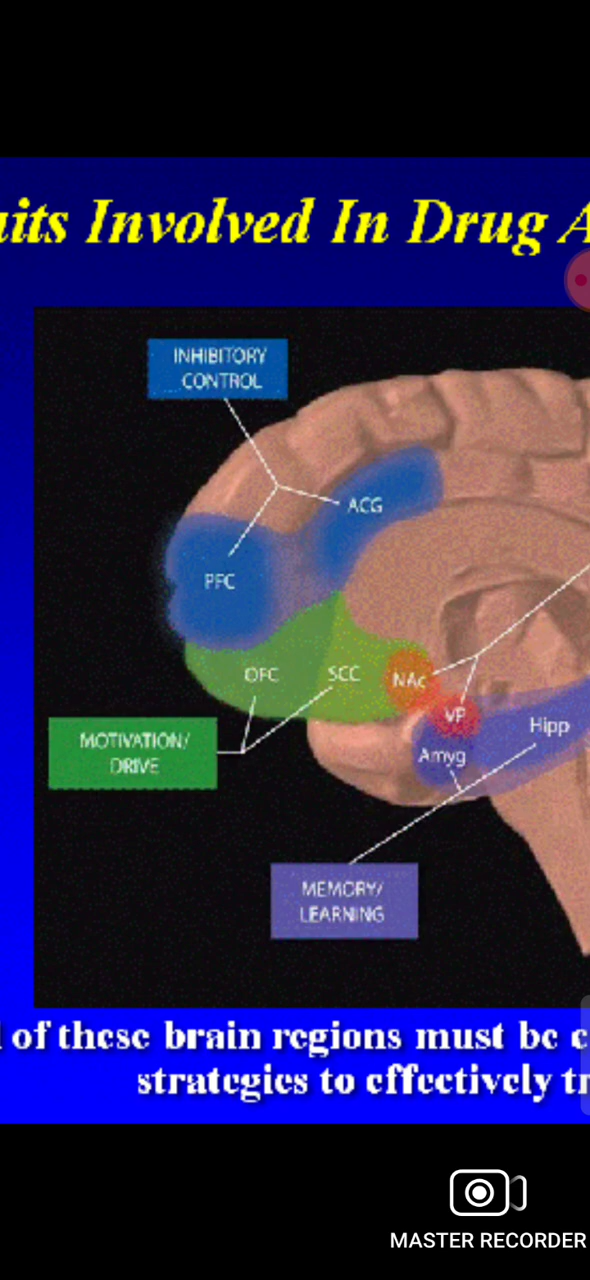 uits Involved In Drug A
INHIBITORY
CONTROL
ACG
PFC
OFC
SCC
NAc
VP
Hipp
Amyg
MOTIVATION/
DRIVE
MEMORY/
LEARNING
l of these brain regions must be c
strategies to effectively tr
MASTER RECORDER